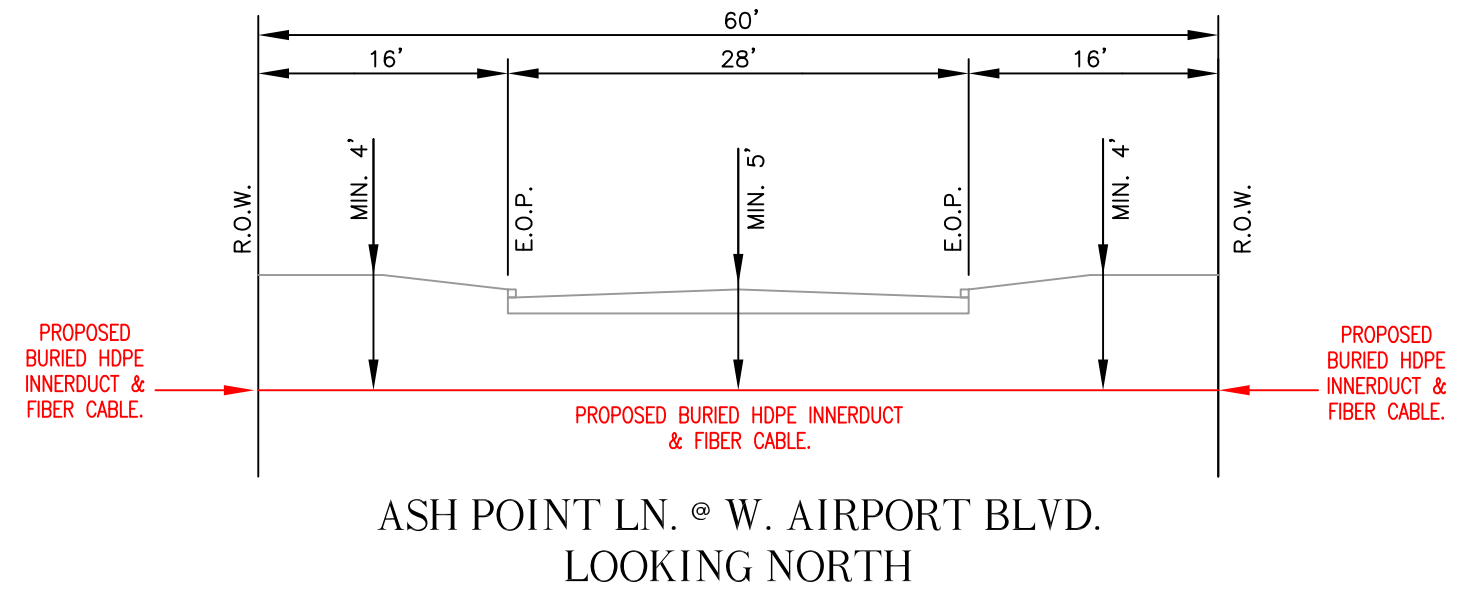 60'
16'
28'
16'
R.O.W.
MIN. 4'
E.O.P.
MIN. 5'
E.O.P.
MIN. 4'
R.O.W.
PROPOSED
BURIED HDPE
INNERDUCT &
FIBER CABLE.
PROPOSED BURIED HDPE INNERDUCT
& FIBER CABLE.
PROPOSED
BURIED HDPE
INNERDUCT &
FIBER CABLE.
ASH POINT LN. @ W. AIRPORT BLVD.
LOOKING NORTH